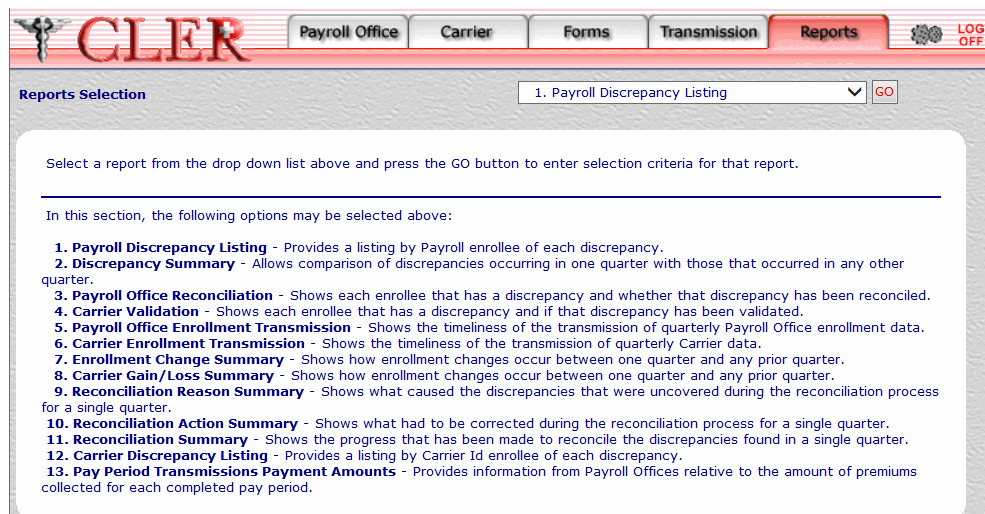 CLER
Payroll Office
Carrier
Forms
Transmission
Reports
LOG
OFF
Reports Selection
1. Payroll Discrepancy Listing
GO
Select a report from the drop down list above and press the GO button to enter selection criteria for that report.
In this section, the following options may be selected above:
1. Payroll Discrepancy Listing - Provides a listing by Payroll enrollee of each discrepancy.
2. Discrepancy Summary - Allows comparison of discrepancies occurring in one quarter with those that occurred in any other
quarter.
3. Payroll Office Reconciliation - Shows each enrollee that has a discrepancy and whether that discrepancy has been reconciled.
4. Carrier Validation - Shows each enrollee that has a discrepancy and if that discrepancy has been validated.
5. Payroll Office Enrollment Transmission - Shows the timeliness of the transmission of quarterly Payroll Office enrollment data.
6. Carrier Enrollment Transmission - Shows the timeliness of the transmission of quarterly Carrier data.
7. Enrollment Change Summary - Shows how enrollment changes occur between one quarter and any prior quarter.
8. Carrier Gain/Loss Summary - Shows how enrollment changes occur between one quarter and any prior quarter.
9. Reconciliation Reason Summary - Shows what caused the discrepancies that were uncovered during the reconciliation process
for a single quarter.
10. Reconciliation Action Summary - Shows what had to be corrected during the reconciliation process for a single quarter.
11. Reconciliation Summary - Shows the progress that has been made to reconcile the discrepancies found in a single quarter.
12. Carrier Discrepancy Listing - Provides a listing by Carrier Id enrollee of each discrepancy.
13. Pay Period Transmissions Payment Amounts - Provides information from Payroll Offices relative to the amount of premiums
collected for each completed pay period.